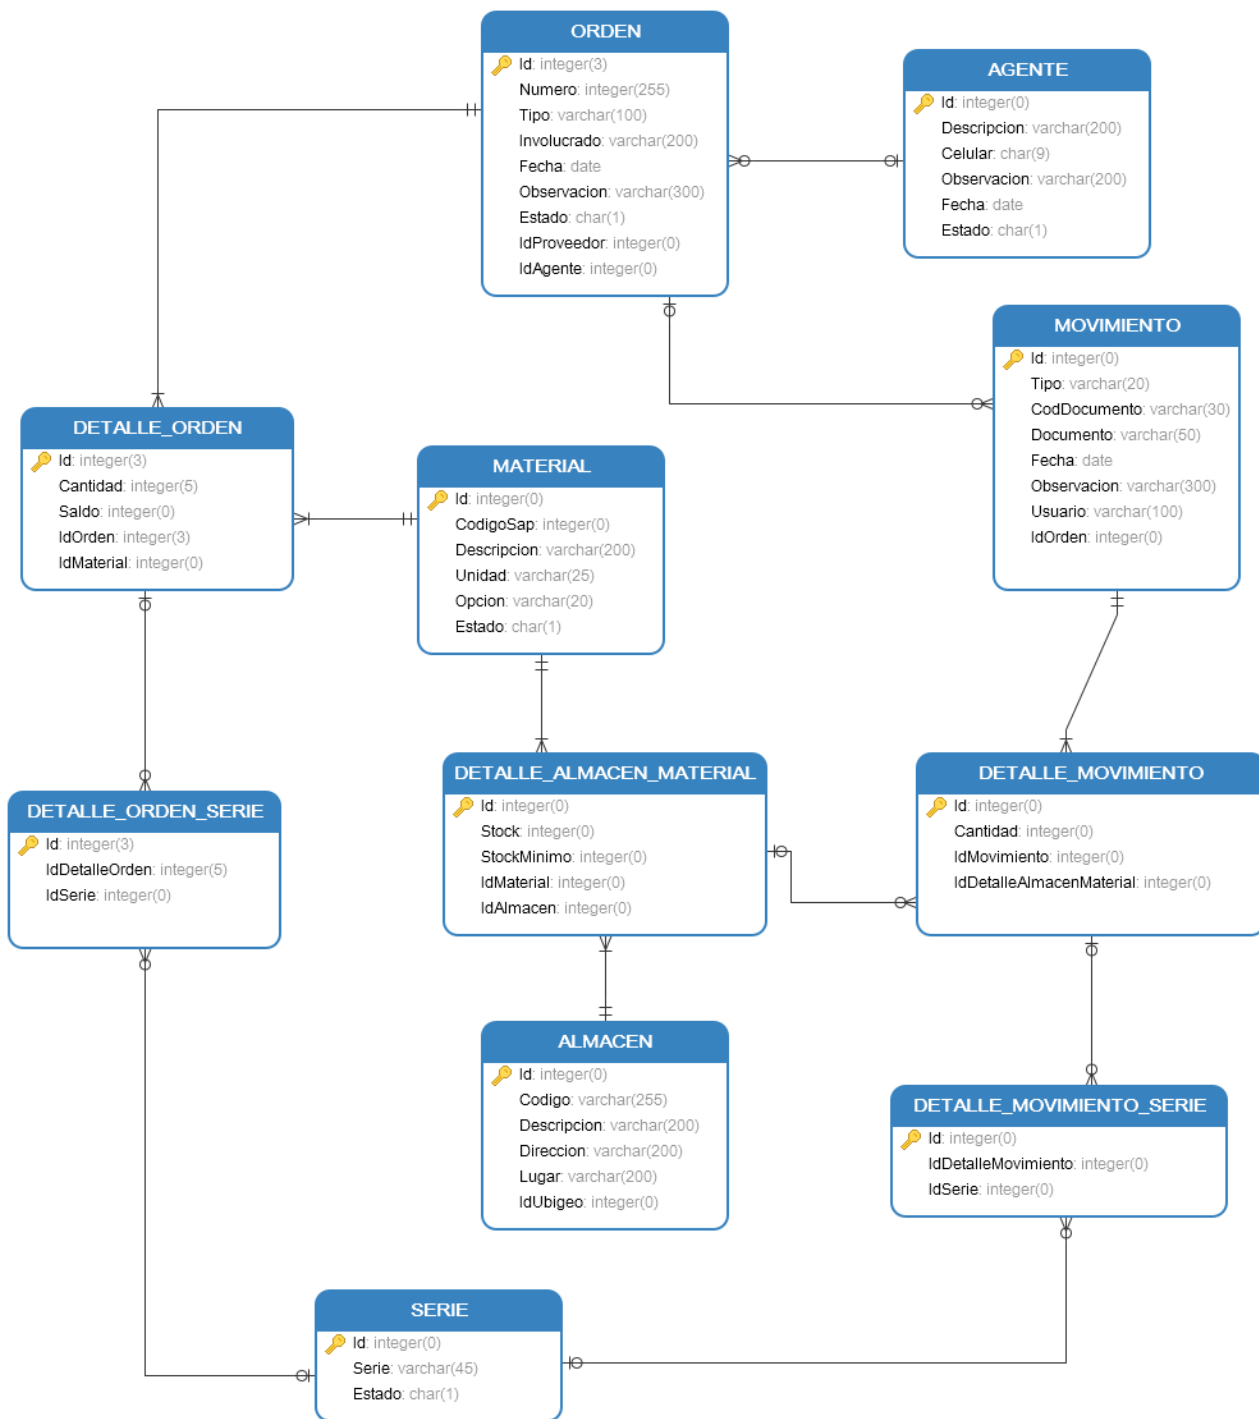 ORDEN
Id: integer(3)
Numero: integer(255)
Tipo: varchar(100)
Involucrado: varchar(200)
Fecha: date
Observacion: varchar(300)
Estado: char(1)
IdProveedor: integer(0)
IdAgente: integer(0)
AGENTE
Id: integer(0)
Descripcion: varchar(200)
Celular: char(9)
Observacion: varchar(200)
Fecha: date
Estado: char(1)
MOVIMIENTO
Id: integer(0)
Tipo: varchar(20)
CodDocumento: varchar(30)
Documento: varchar(50)
Fecha: date
Observacion: varchar(300)
Usuario: varchar(100)
IdOrden: integer(0)
DETALLE_ORDEN
Id: integer(3)
Cantidad: integer(5)
Saldo: integer(0)
IdOrden: integer(3)
IdMaterial: integer(0)
MATERIAL
Id: integer(0)
CodigoSap: integer(0)
Descripcion: varchar(200)
Unidad: varchar(25)
Opcion: varchar(20)
Estado: char(1)
DETALLE_ALMACEN_MATERIAL
Id: integer(0)
Stock: integer(0)
StockMinimo: integer(0)
IdMaterial: integer(0)
IdAlmacen: integer(0)
DETALLE_MOVIMIENTO
Id: integer(0)
Cantidad: integer(0)
IdMovimiento: integer(0)
IdDetalleAlmacenMaterial: integer(0)
DETALLE_ORDEN_SERIE
Id: integer(3)
IdDetalleOrden: integer(5)
IdSerie: integer(0)
ALMACEN
Id: integer(0)
Codigo: varchar(255)
Descripcion: varchar(200)
Direccion: varchar(200)
Lugar: varchar(200)
IdUbigeo: integer(0)
DETALLE_MOVIMIENTO_SERIE
Id: integer(0)
IdDetalleMovimiento: integer(0)
IdSerie: integer(0)
SERIE
Id: integer(0)
Serie: varchar(45)
Estado: char(1)